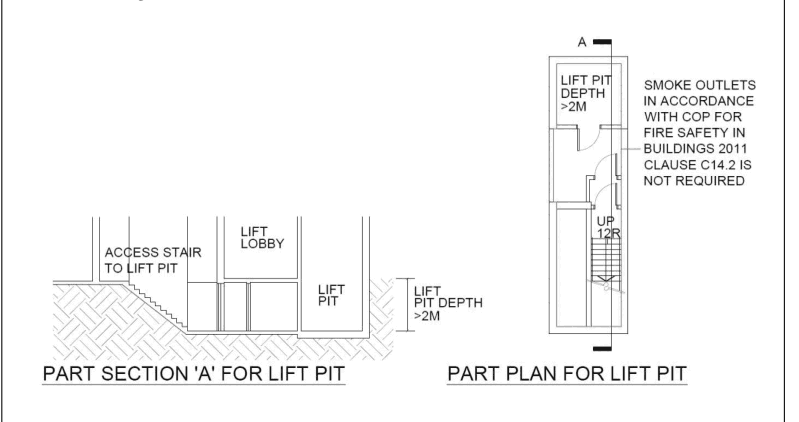 A
LIFT PIT
DEPTH
>2M
SMOKE OUTLETS
IN ACCORDANCE
WITH COP FOR
FIRE SAFETY IN
BUILDINGS 2011
CLAUSE C14.2 IS
NOT REQUIRED
UP
12R
ACCESS STAIR
TO LIFT PIT
LIFT
LOBBY
LIFT
PIT
LIFT
PIT DEPTH
>2M
PART SECTION 'A' FOR LIFT PIT
PART PLAN FOR LIFT PIT